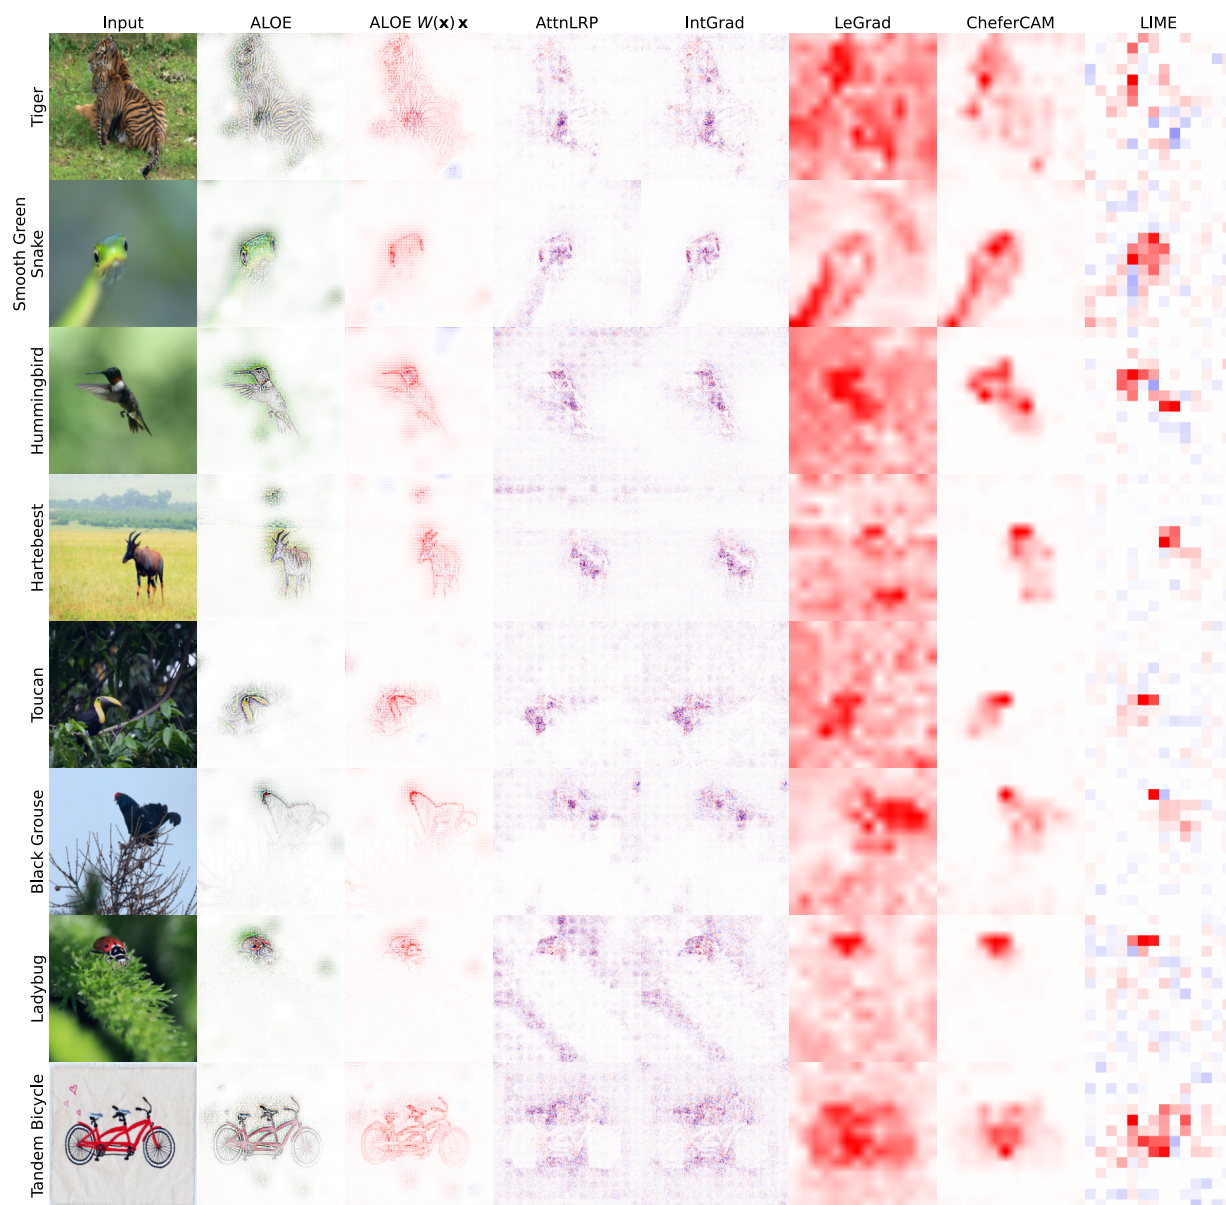 Input ALOE ALOE W(x) x AttnLRP IntGrad LeGrad CheferCAM LIME
Tiger
Smooth Green
Snake
Hummingbird
Hartebeest
Toucan
Black Grouse
Ladybug
Tandem Bicycle